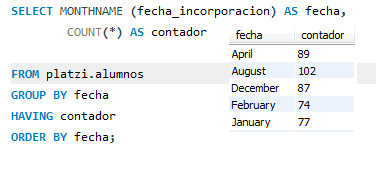 SELECT MONTHNAME (fecha_incorporacion) AS fecha,
COUNT(*) AS contador
FROM platzi.alumnos
GROUP BY fecha
HAVING contador
ORDER BY fecha;
fecha contador
April 89
August 102
December 87
February 74
January 77